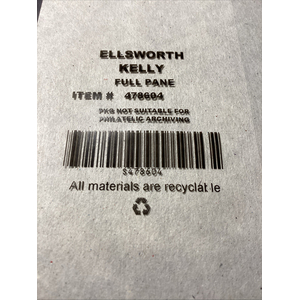 ELLSWORTH
KELLY
FULL PANE
ITEM # 478604
PKG NOT SUITABLE FOR
PHILATELIC ARCHIVING
S478604
All materials are recyclat le